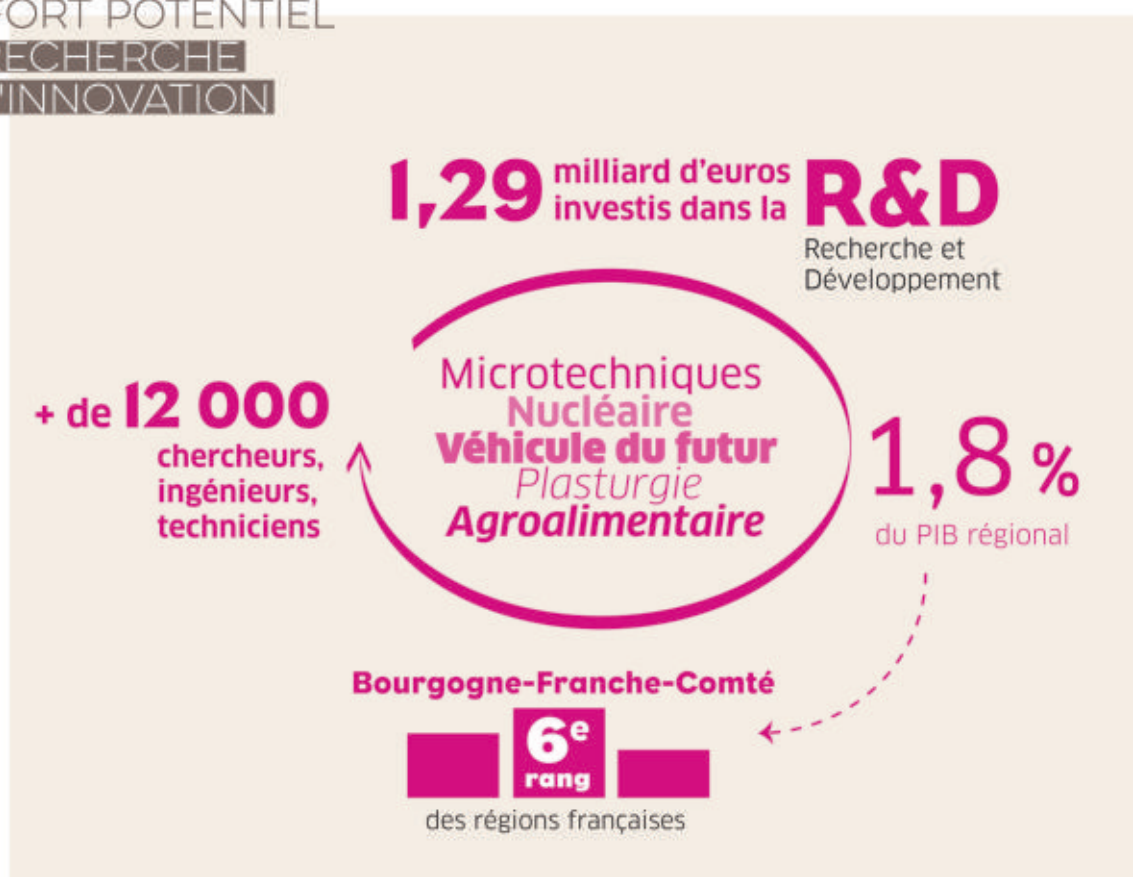 FORT POTENTIEL
RECHERCHE
D'INNOVATION
1,29 milliard d'euros investis dans la R&D
Recherche et
Développement
Microtechniques
Nucléaire
Véhicule du futur
Plasturgie
Agroalimentaire
+ de 12 000
chercheurs,
ingénieurs,
techniciens
1,8 %
du PIB régional
Bourgogne-Franche-Comté
6e
rang
des régions françaises